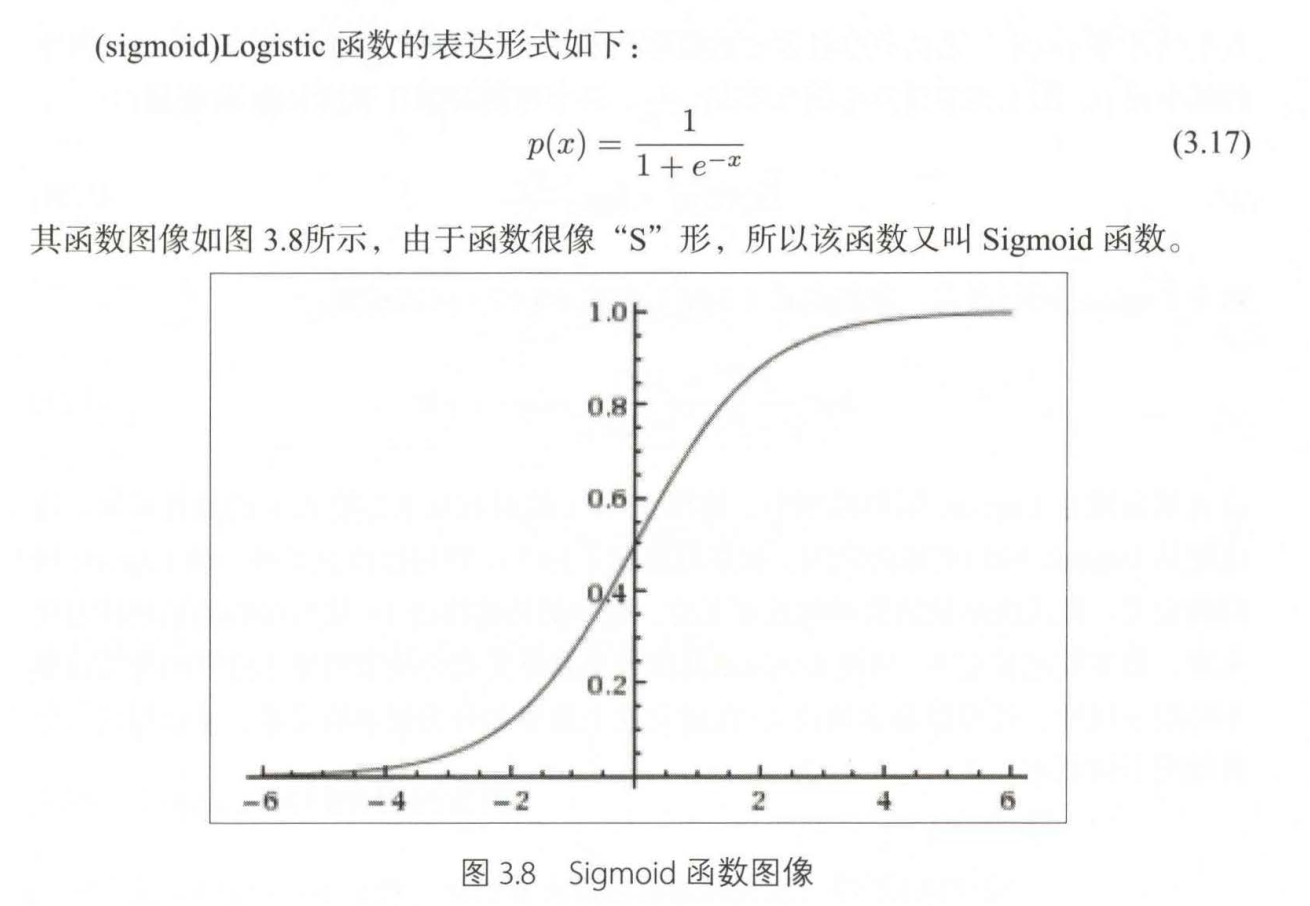 (sigmoid)Logistic 函数的表达形式如下：
p(x) = 1 / (1 + e^{-x}) (3.17)
其函数图像如图 3.8所示，由于函数很像“S”形，所以该函数又叫 Sigmoid 函数。
1.0
0.8
0.6
0.4
0.2
−6 −4 −2 2 4 6
图 3.8 Sigmoid 函数图像